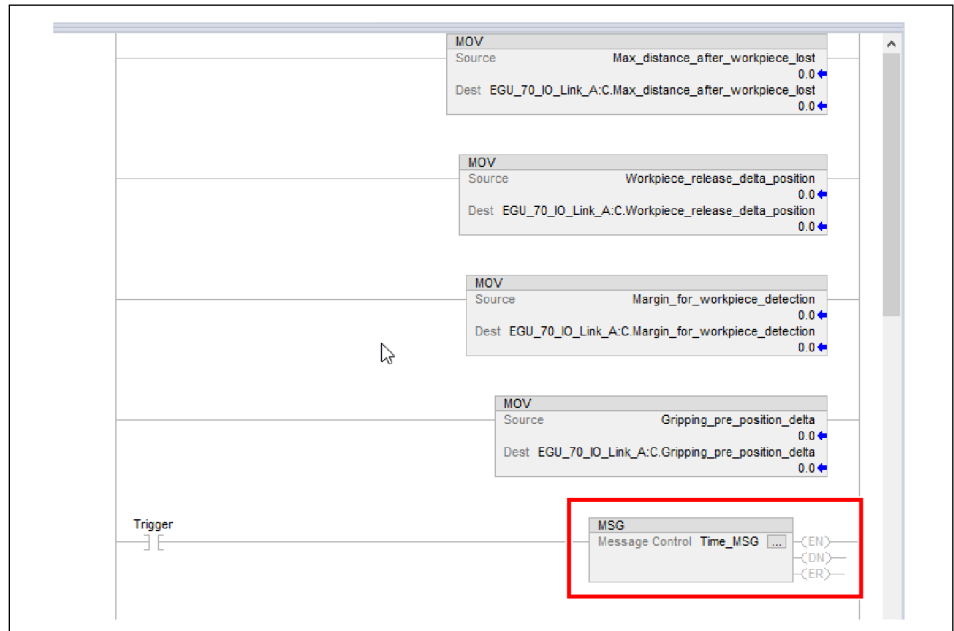 MOV
Source Max_distance_after_workpiece_lost
0.0
Dest EGU_70_IO_Link_A:C.Max_distance_after_workpiece_lost
0.0
MOV
Source Workpiece_release_delta_position
0.0
Dest EGU_70_IO_Link_A:C.Workpiece_release_delta_position
0.0
MOV
Source Margin_for_workpiece_detection
0.0
Dest EGU_70_IO_Link_A:C.Margin_for_workpiece_detection
0.0
MOV
Source Gripping_pre_position_delta
0.0
Dest EGU_70_IO_Link_A:C.Gripping_pre_position_delta
0.0
Trigger
MSG
Message Control Time_MSG ... (EN)
(DN)
(ER)